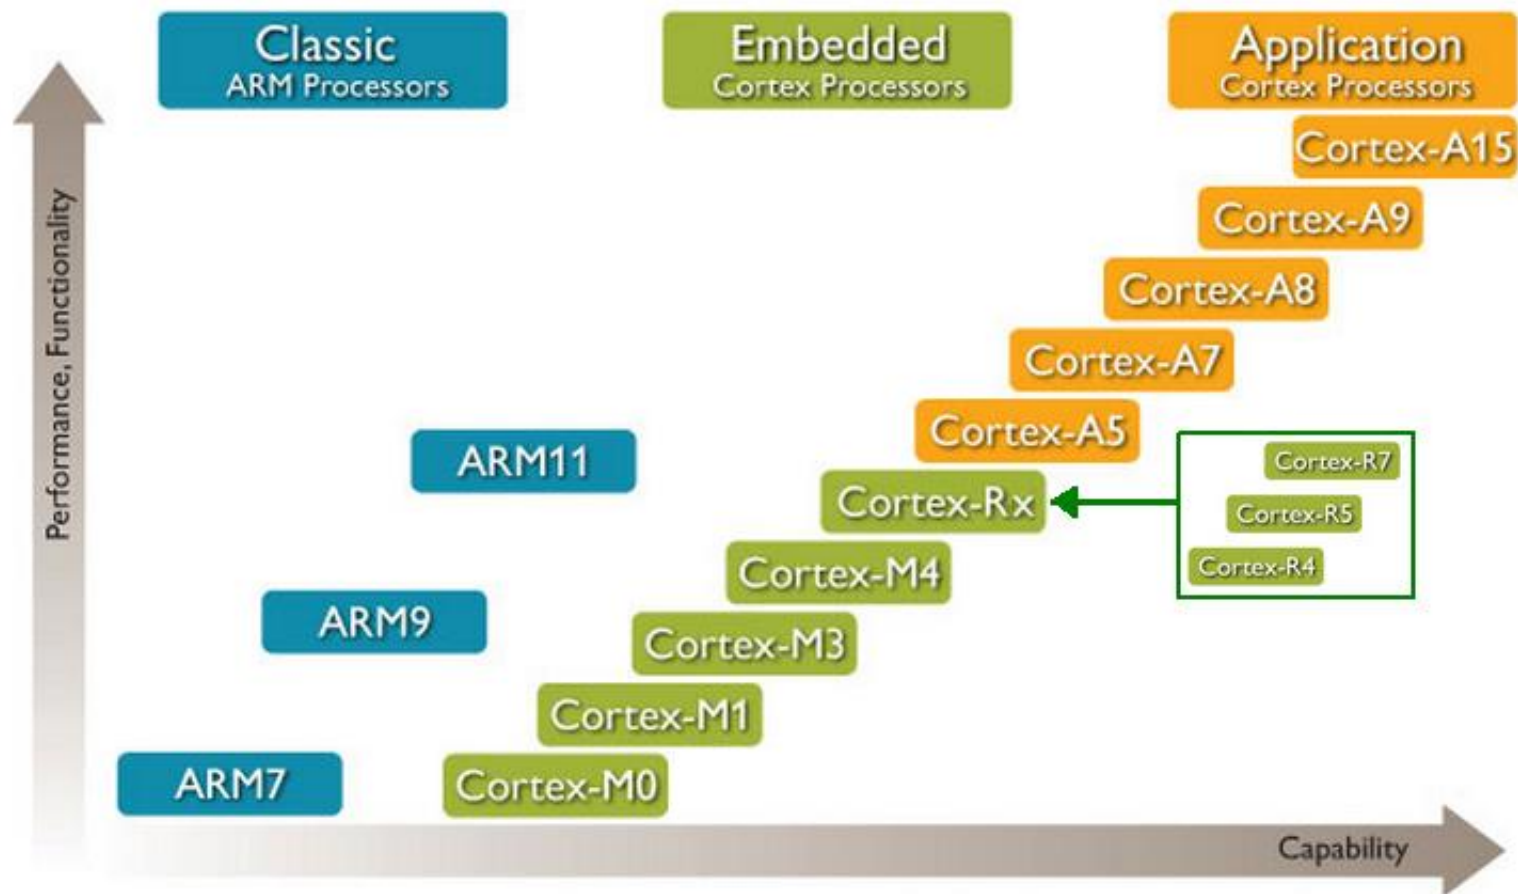 Classic
ARM Processors
Embedded
Cortex Processors
Application
Cortex Processors
Cortex-A15
Cortex-A9
Cortex-A8
Cortex-A7
Cortex-A5
ARM11
Cortex-R7
Cortex-Rx
Cortex-R5
Cortex-R4
Cortex-M4
ARM9
Cortex-M3
Cortex-M1
ARM7
Cortex-M0
Performance, Functionality
Capability